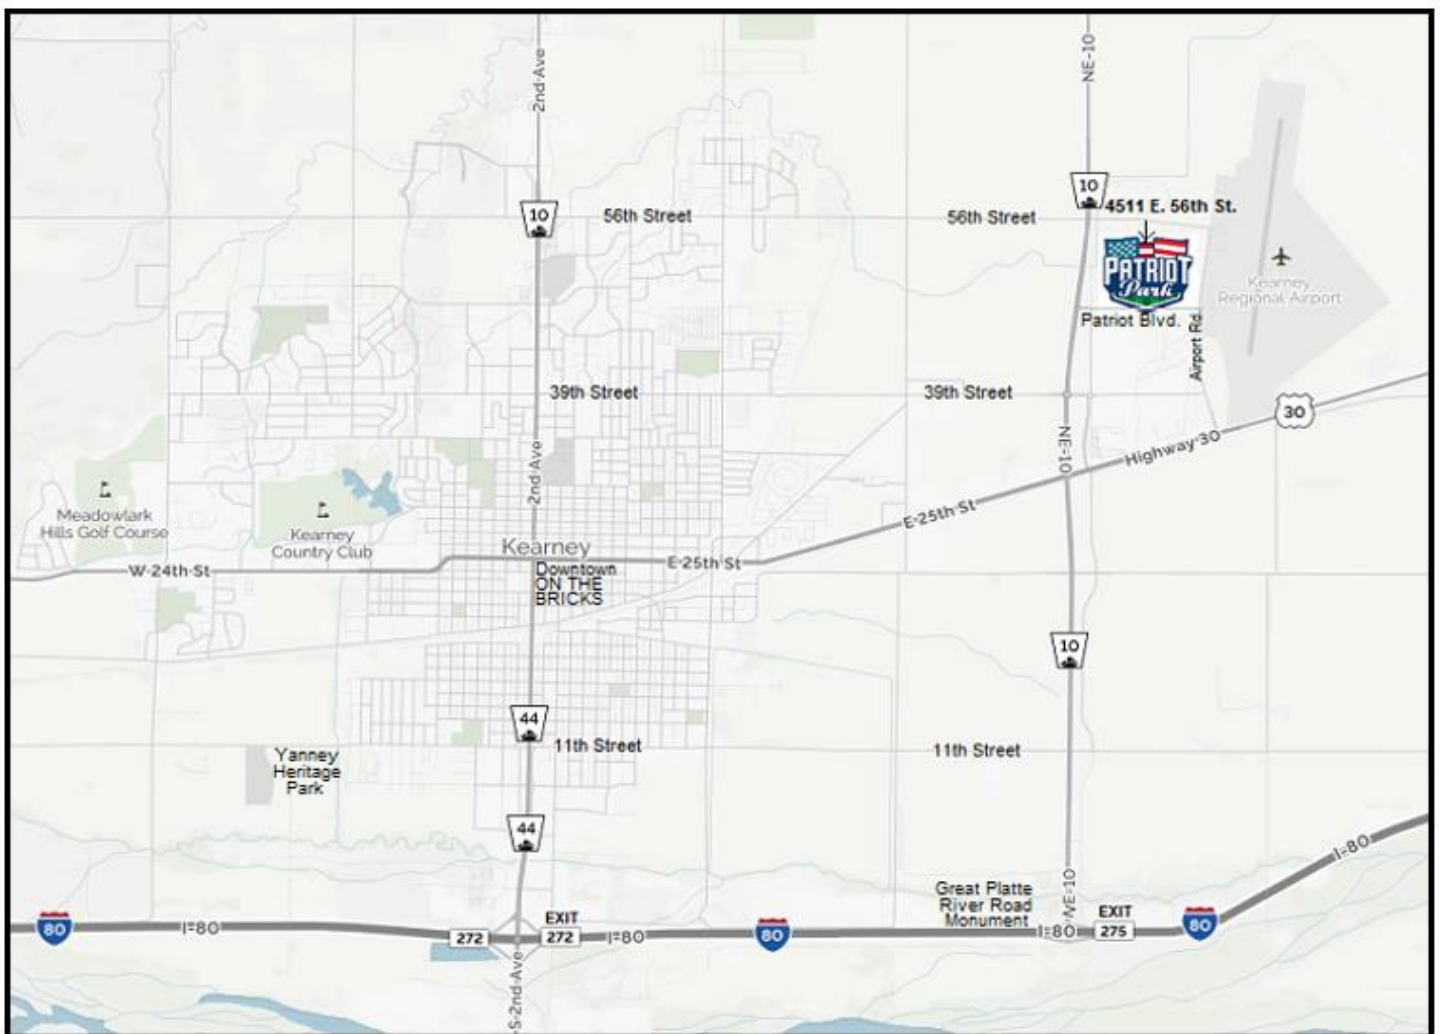 2nd Ave
NE-10
10
56th Street
56th Street
10
4511 E. 56th St.
PATRIOT
Park
Kearney
Regional Airport
Patriot Blvd.
Airport Rd.
39th Street
39th Street
30
2nd Ave
NE-10
Highway 30
Meadowlark
Hills Golf Course
Kearney
Country Club
E 25th St
Kearney
W 24th St
E 25th St
Downtown
ON THE
BRICKS
10
44
11th Street
11th Street
Yanney
Heritage
Park
44
I-80
Great Platte
River Road
Monument
NE-10
EXIT
EXIT
80
I-80
272
272
I-80
80
I-80
275
80
S 2nd Ave